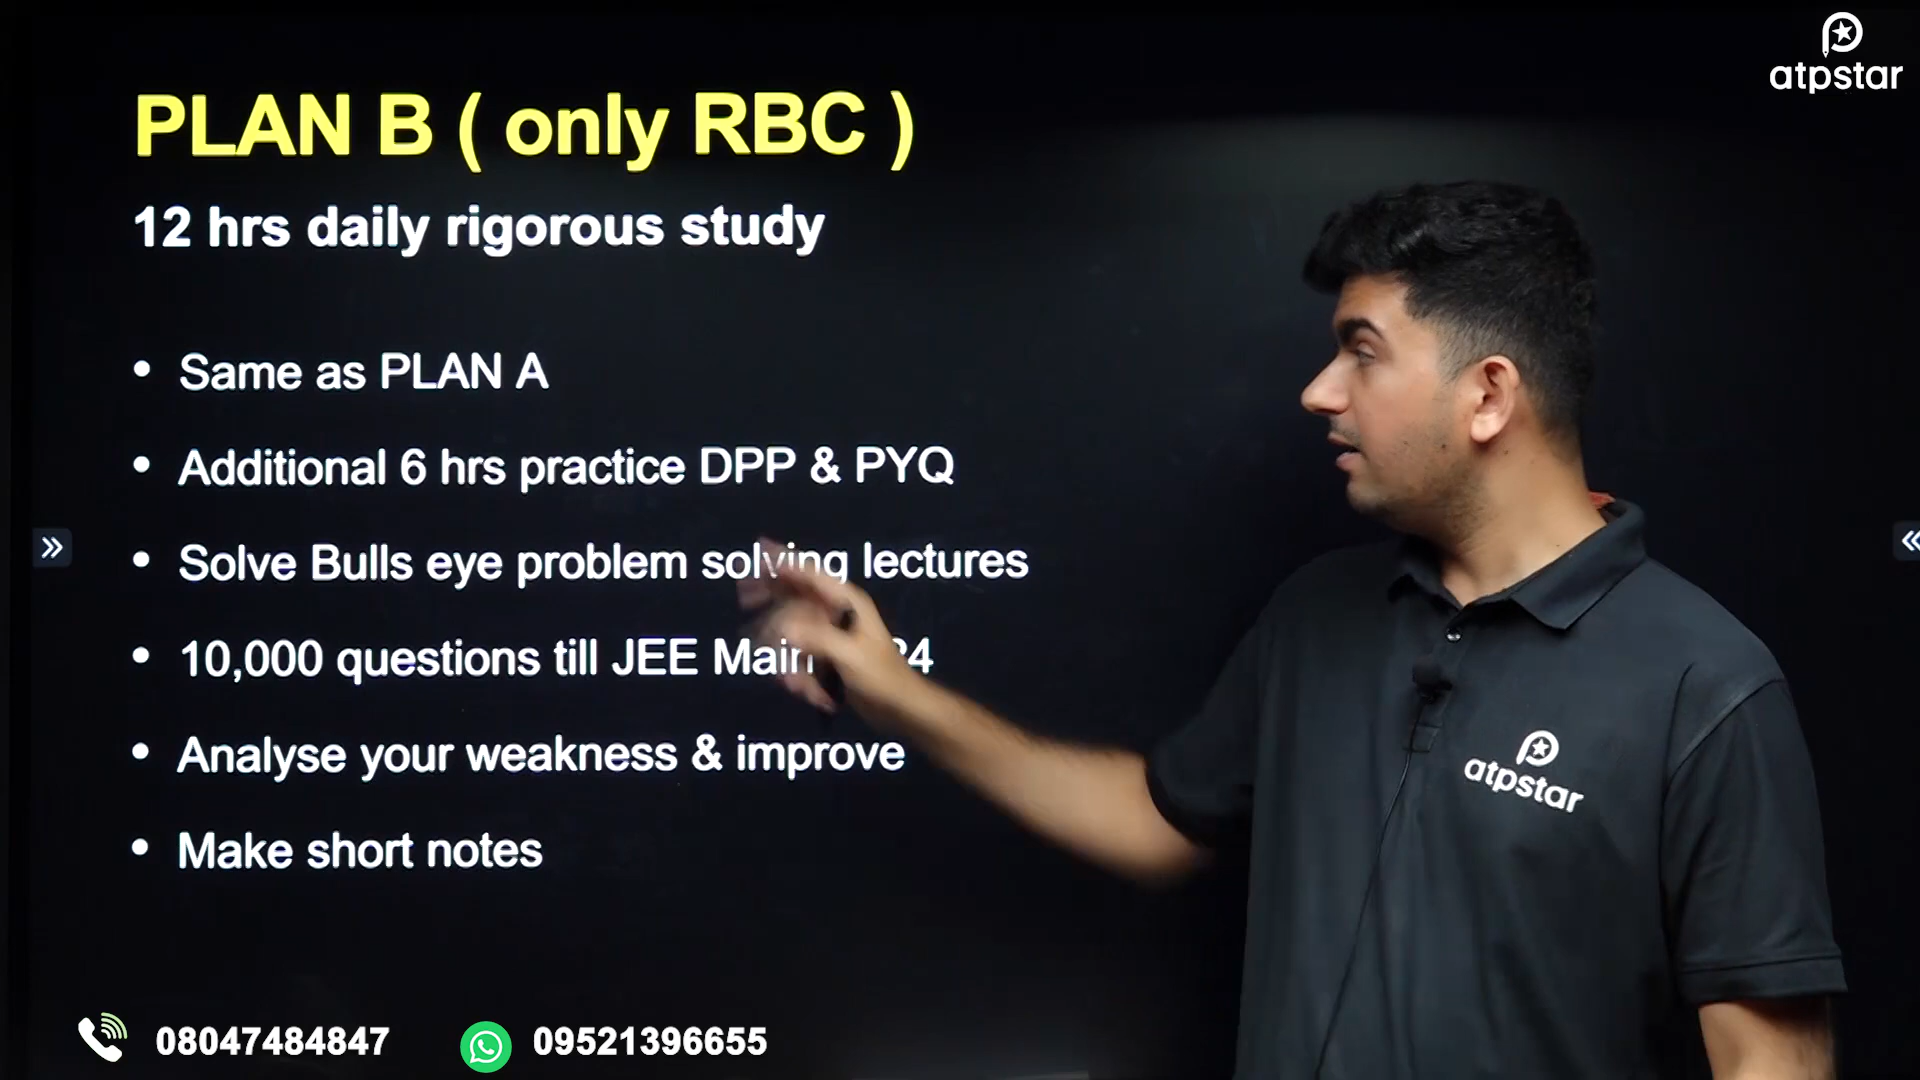 atpstar
PLAN B ( only RBC )
12 hrs daily rigorous study
• Same as PLAN A
• Additional 6 hrs practice DPP & PYQ
• Solve Bulls eye problem solving lectures
• 10,000 questions till JEE Main
• Analyse your weakness & improve
• Make short notes
atpstar
08047484847
09521396655